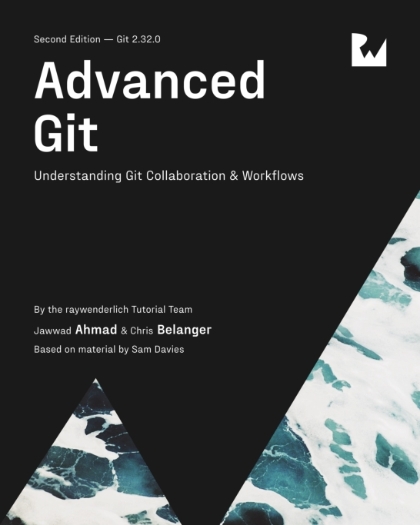 Second Edition — Git 2.32.0
Advanced
Git
Understanding Git Collaboration & Workflows
By the raywenderlich Tutorial Team
Jawwad Ahmad & Chris Belanger
Based on material by Sam Davies